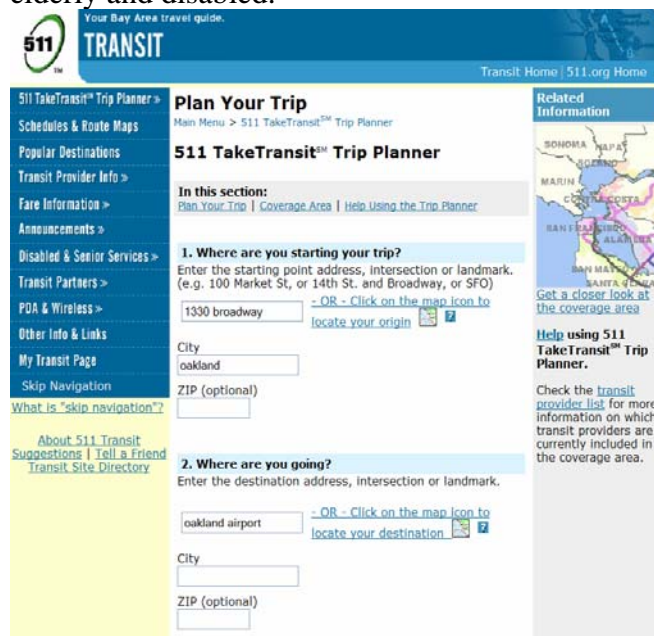 elderly and disabled.
Your Bay Area travel guide.
511
TM
TRANSIT
Transit Home | 511.org Home
511 TakeTransit℠ Trip Planner »
Schedules & Route Maps
Popular Destinations
Transit Provider Info »
Fare Information »
Announcements »
Disabled & Senior Services »
Transit Partners »
PDA & Wireless »
Other Info & Links
My Transit Page
Skip Navigation
What is "skip navigation"?
About 511 Transit
Suggestions | Tell a Friend
Transit Site Directory
Plan Your Trip
Main Menu > 511 TakeTransit℠ Trip Planner
511 TakeTransit℠ Trip Planner
In this section:
Plan Your Trip | Coverage Area | Help Using the Trip Planner
1. Where are you starting your trip?
Enter the starting point address, intersection or landmark.
(e.g. 100 Market St, or 14th St. and Broadway, or SFO)
1330 broadway
- OR - Click on the map icon to
locate your origin ?
City
oakland
ZIP (optional)
2. Where are you going?
Enter the destination address, intersection or landmark.
oakland airport
- OR - Click on the map icon to
locate your destination ?
City
ZIP (optional)
Related
Information
SONOMA NAPA
SOLANO
MARIN
CONTRA COSTA
SAN FRANCISCO
ALAMEDA
SAN MATEO
SANTA CLARA
Get a closer look at
the coverage area
Help using 511
TakeTransit℠ Trip
Planner.
Check the transit
provider list for more
information on which
transit providers are
currently included in
the coverage area.